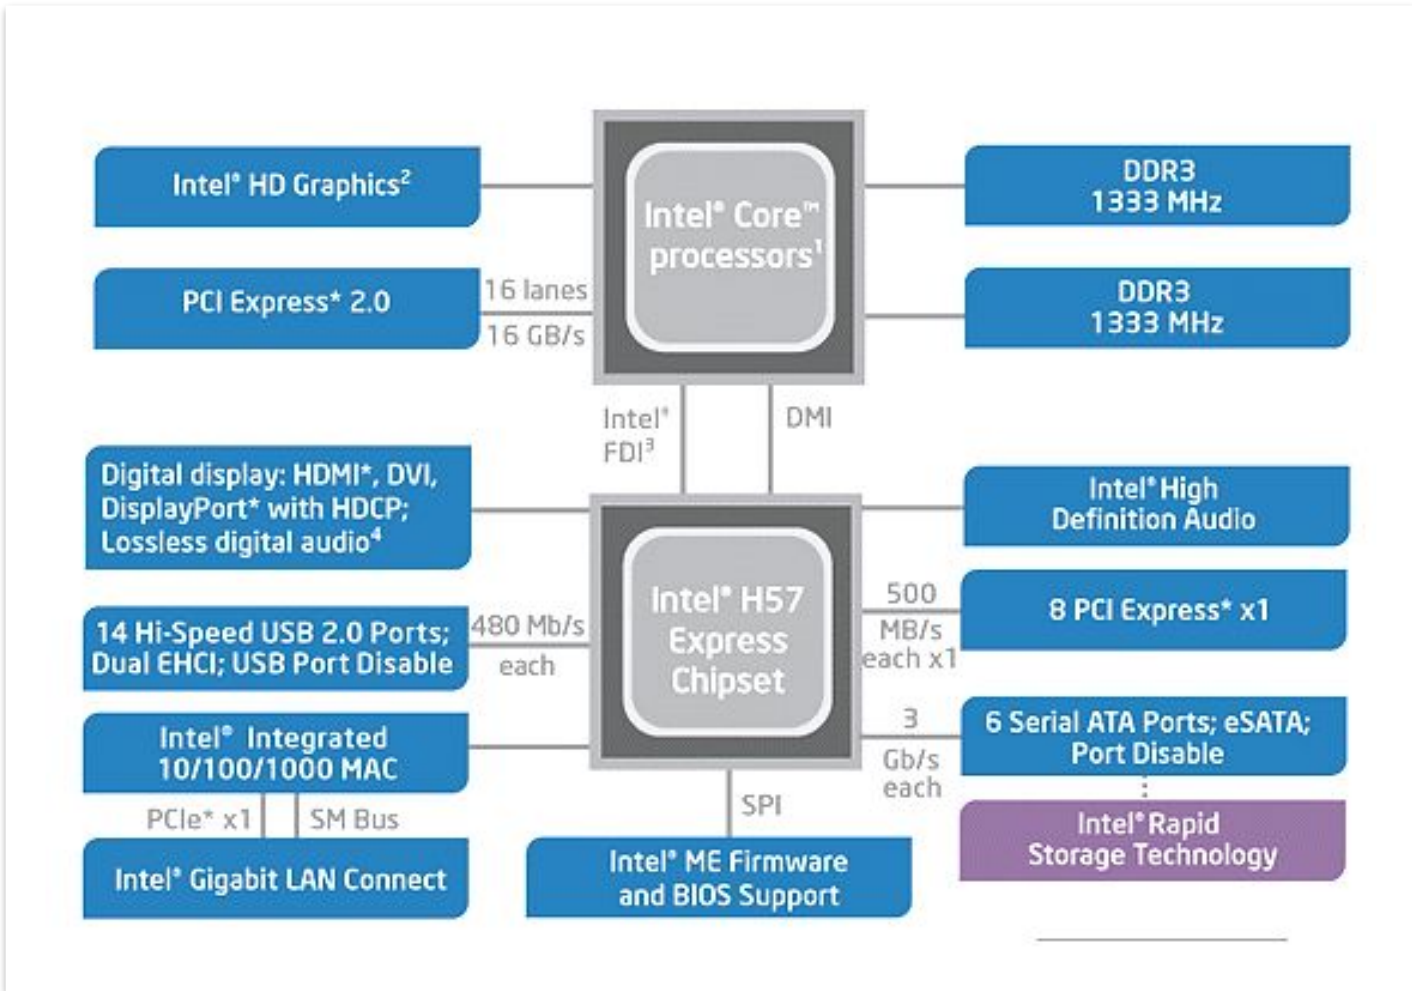 Intel® HD Graphics²
Intel® Core™
processors¹
DDR3
1333 MHz
PCI Express* 2.0
16 lanes
16 GB/s
DDR3
1333 MHz
Intel®
FDI³
DMI
Digital display: HDMI*, DVI,
DisplayPort* with HDCP;
Lossless digital audio⁴
Intel® High
Definition Audio
Intel® H57
Express
Chipset
14 Hi-Speed USB 2.0 Ports;
Dual EHCI; USB Port Disable
480 Mb/s
each
500
MB/s
each x1
8 PCI Express* x1
Intel® Integrated
10/100/1000 MAC
3
Gb/s
each
6 Serial ATA Ports; eSATA;
Port Disable
PCIe* x1
SM Bus
SPI
Intel® Rapid
Storage Technology
Intel® Gigabit LAN Connect
Intel® ME Firmware
and BIOS Support